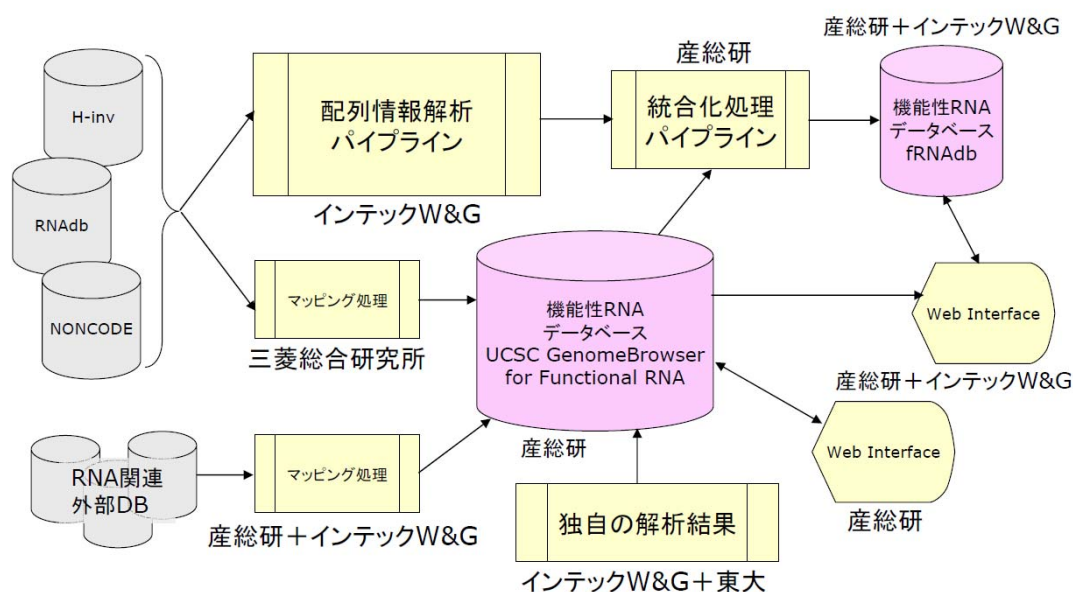 産総研＋インテックW&G
産総研
H-inv
配列情報解析
パイプライン
統合化処理
パイプライン
機能性RNA
データベース
fRNAdb
RNAdb
インテックW&G
NONCODE
マッピング処理
三菱総合研究所
機能性RNA
データベース
UCSC GenomeBrowser
for Functional RNA
Web Interface
産総研＋インテックW&G
産総研
RNA関連
外部DB
マッピング処理
産総研＋インテックW&G
Web Interface
産総研
独自の解析結果
インテックW&G＋東大